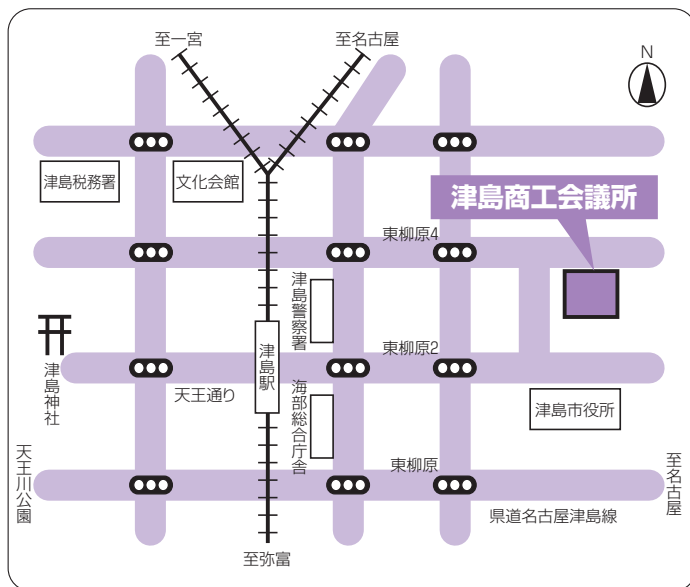 至一宮
至名古屋
N
津島税務署
文化会館
津島商工会議所
東柳原4
津島警察署
津島駅
東柳原2
津島神社
天王通り
海部総合庁舎
津島市役所
天王川公園
東柳原
至名古屋
県道名古屋津島線
至弥富